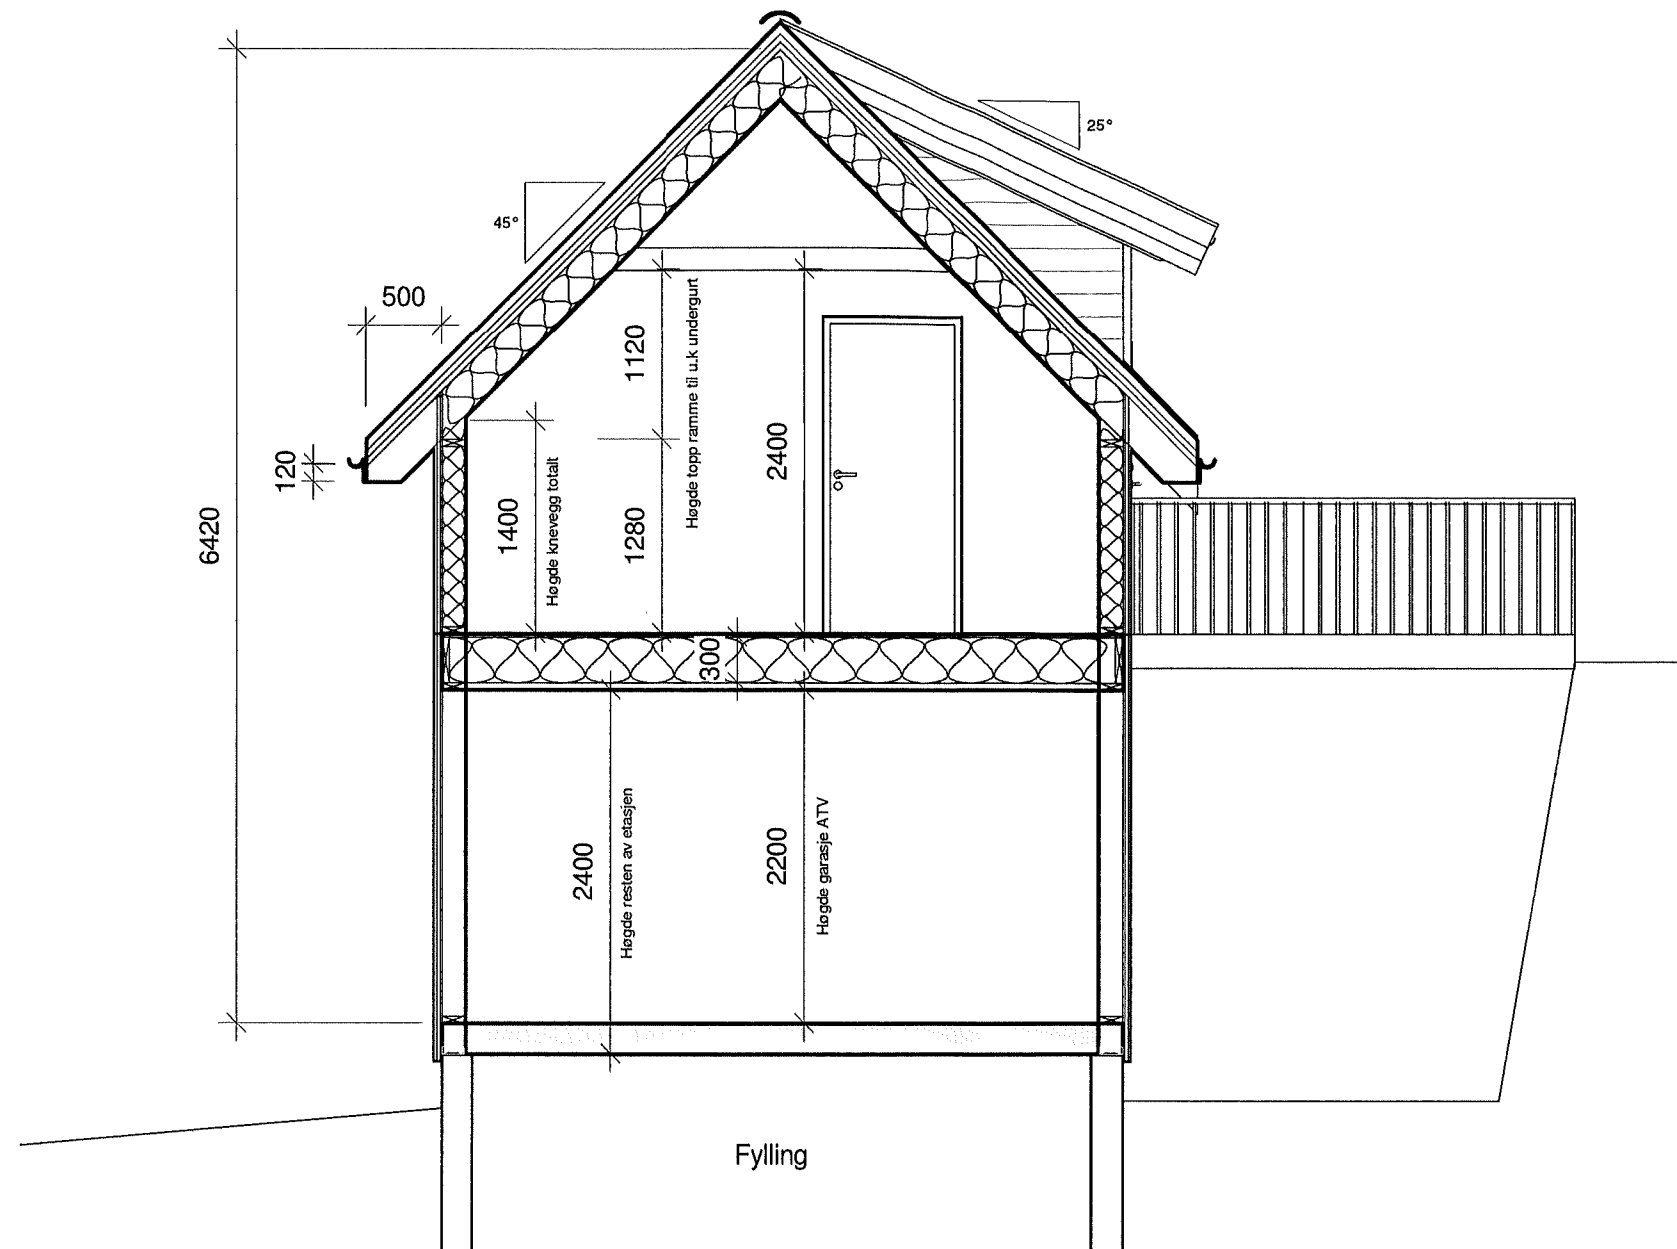 25°
45°
500
1120
Høgde topp ramme til u.k undergurt
2400
120
1400
Høgde knevegg totalt
1280
6420
300
2400
Høgde resten av etasjen
2200
Høgde garasje ATV
Fylling